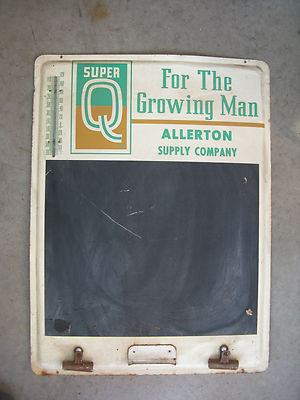 SUPER
Q
For The
Growing Man
ALLERTON
SUPPLY COMPANY